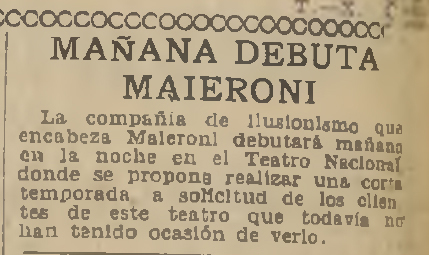 MAÑANA DEBUTA
MAIERONI
La compañía de ilusionismo que
encabeza Maieroni debutará mañana
en la noche en el Teatro Nacional
donde se propone realizar una corta
temporada a solicitud de los clien-
tes de este teatro que todavía no
han tenido ocasión de verlo.